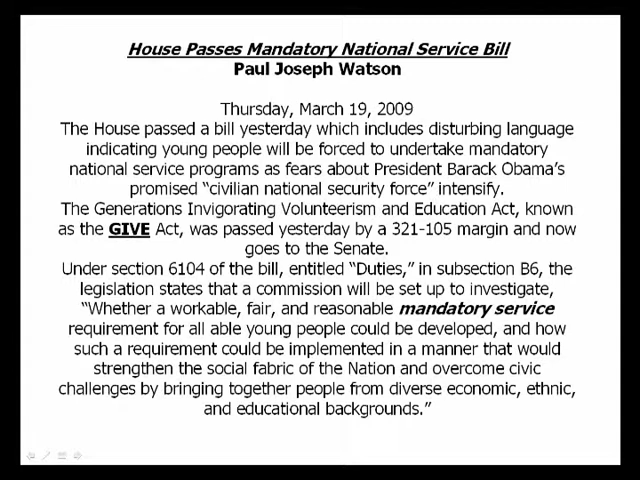 House Passes Mandatory National Service Bill
Paul Joseph Watson
Thursday, March 19, 2009
The House passed a bill yesterday which includes disturbing language
indicating young people will be forced to undertake mandatory
national service programs as fears about President Barack Obama's
promised "civilian national security force" intensify.
The Generations Invigorating Volunteerism and Education Act, known
as the GIVE Act, was passed yesterday by a 321-105 margin and now
goes to the Senate.
Under section 6104 of the bill, entitled "Duties," in subsection B6, the
legislation states that a commission will be set up to investigate,
"Whether a workable, fair, and reasonable mandatory service
requirement for all able young people could be developed, and how
such a requirement could be implemented in a manner that would
strengthen the social fabric of the Nation and overcome civic
challenges by bringing together people from diverse economic, ethnic,
and educational backgrounds."